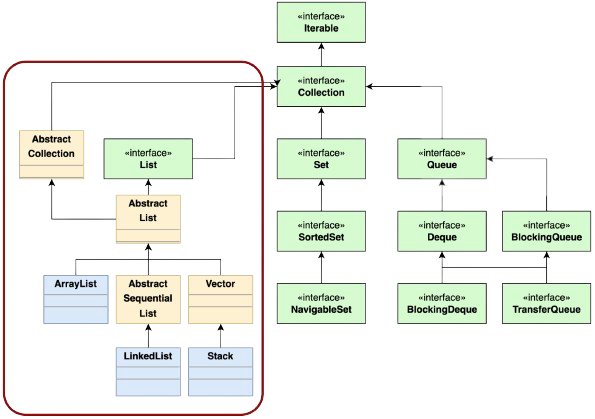 «interface»
Iterable
«interface»
Collection
Abstract
Collection
«interface»
List
«interface»
Set
«interface»
Queue
Abstract
List
«interface»
SortedSet
«interface»
Deque
«interface»
BlockingQueue
ArrayList
Abstract
Sequential
List
Vector
«interface»
NavigableSet
«interface»
BlockingDeque
«interface»
TransferQueue
LinkedList
Stack